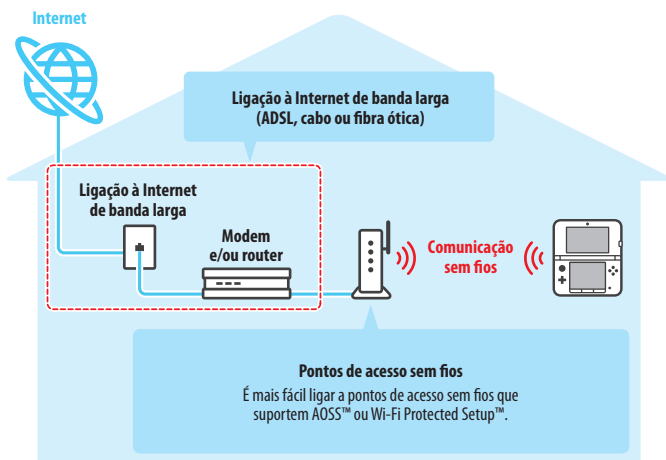 Internet
Ligação à Internet de banda larga
(ADSL, cabo ou fibra ótica)
Ligação à Internet
de banda larga
Modem
e/ou router
Comunicação
sem fios
Pontos de acesso sem fios
É mais fácil ligar a pontos de acesso sem fios que
suportem AOSS™ ou Wi-Fi Protected Setup™.